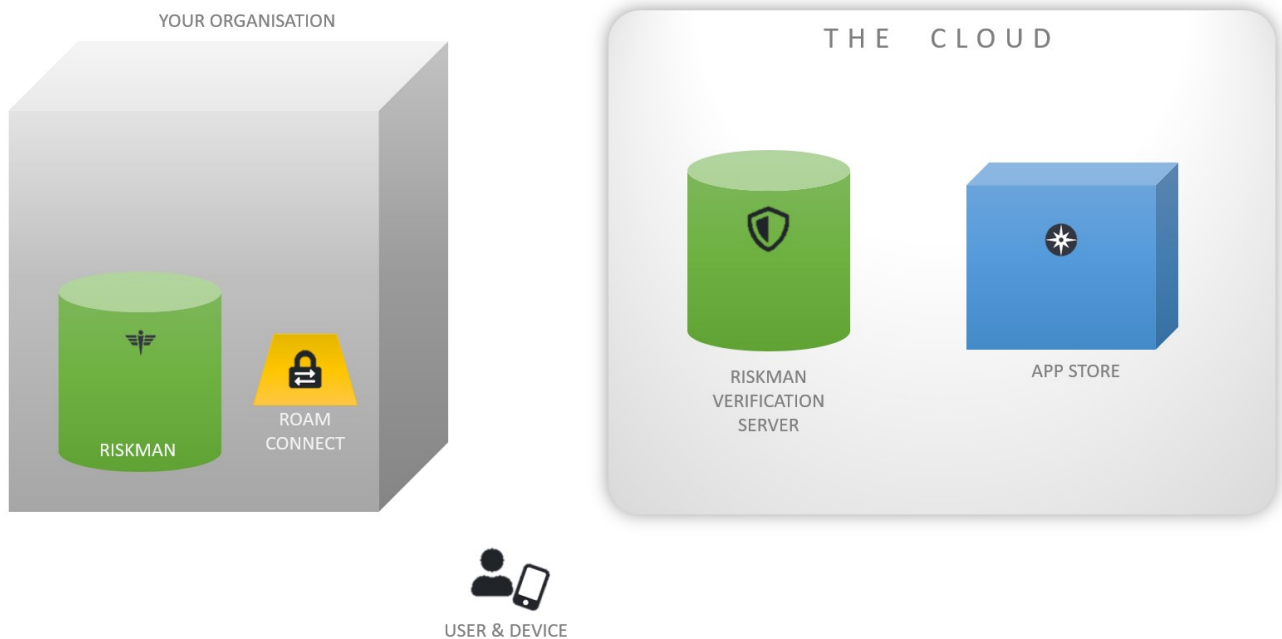 YOUR ORGANISATION
THE CLOUD
RISKMAN
ROAM
CONNECT
RISKMAN
VERIFICATION
SERVER
APP STORE
USER & DEVICE